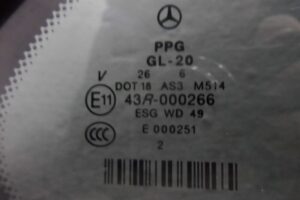 PPG
GL-20
V 26 6
DOT 18 AS3 M514
E11 43R-000266
ESG WD 49
CCC E 000251
2